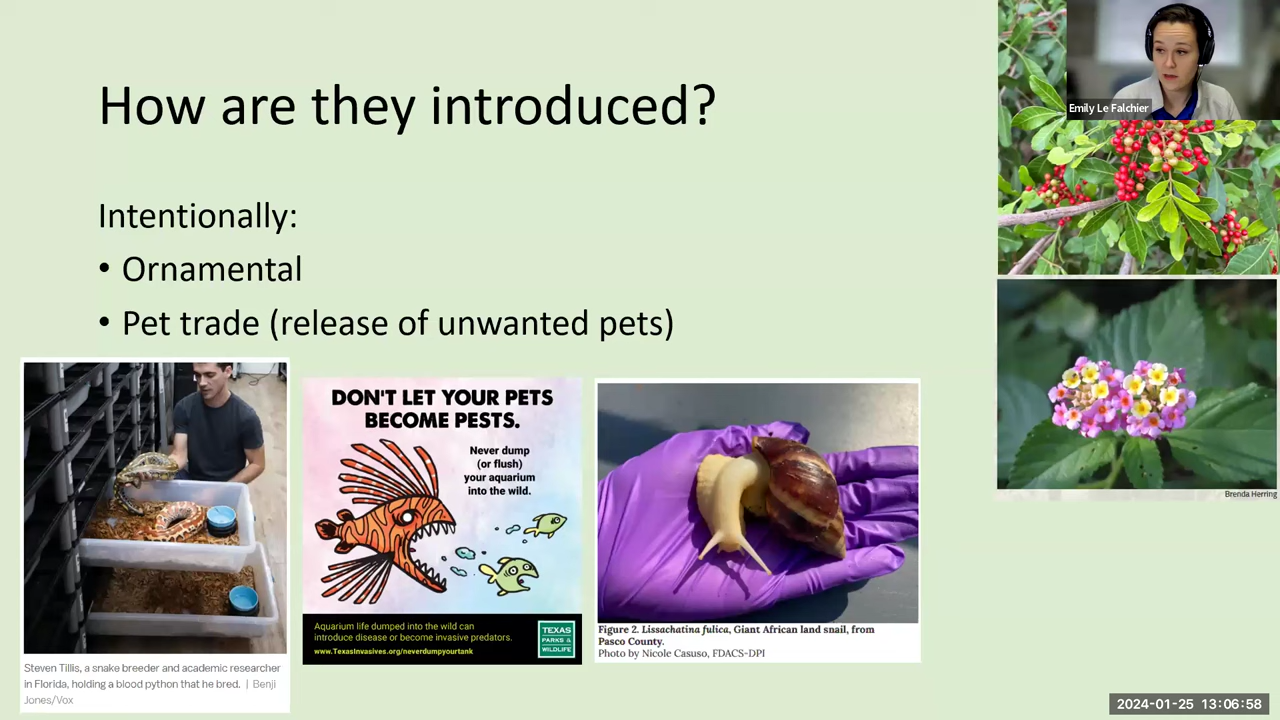 How are they introduced?
Emily Le Falchier
Intentionally:
• Ornamental
• Pet trade (release of unwanted pets)
Steven Tillis, a snake breeder and academic researcher
in Florida, holding a blood python that he bred. | Benji
Jones/Vox
DON'T LET YOUR PETS
BECOME PESTS.
Never dump
(or flush)
your aquarium
into the wild.
Aquarium life dumped into the wild can
introduce disease or become invasive predators.
www.TexasInvasives.org/neverdumpyourtank
TEXAS
PARKS &
WILDLIFE
Figure 2. Lissachatina fulica, Giant African land snail, from
Pasco County.
Photo by Nicole Casuso, FDACS-DPI
Brenda Herring
2024-01-25 13:06:58